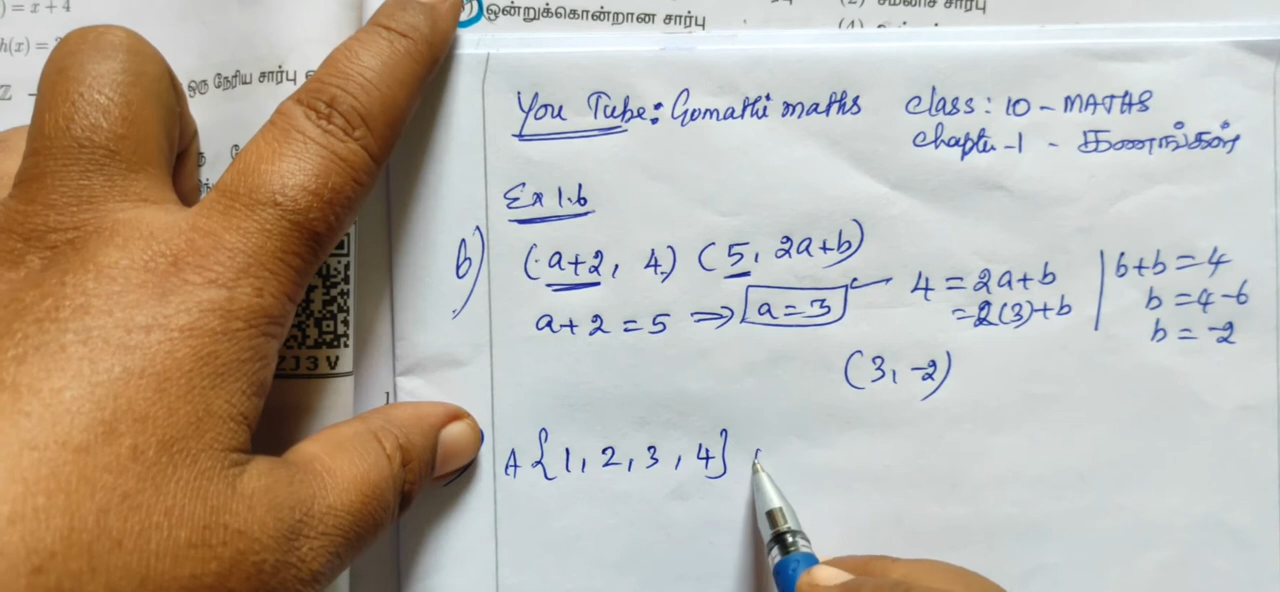 ) = x + 4
h(x) =
ஒரு நேரிய சார்பு
ZJ3V
ஒன்றுக்கொன்றான சார்பு
You Tube: Gomathi maths
class: 10 - MATHS
Chapte -1 - கணங்கள்
Ex 1.6
6) (a+2, 4) (5, 2a+b)
a+2=5 ⇒ a=3
4 = 2a+b
=2(3)+b
6+b=4
b=4-6
b=-2
(3, -2)
A{1, 2, 3, 4}